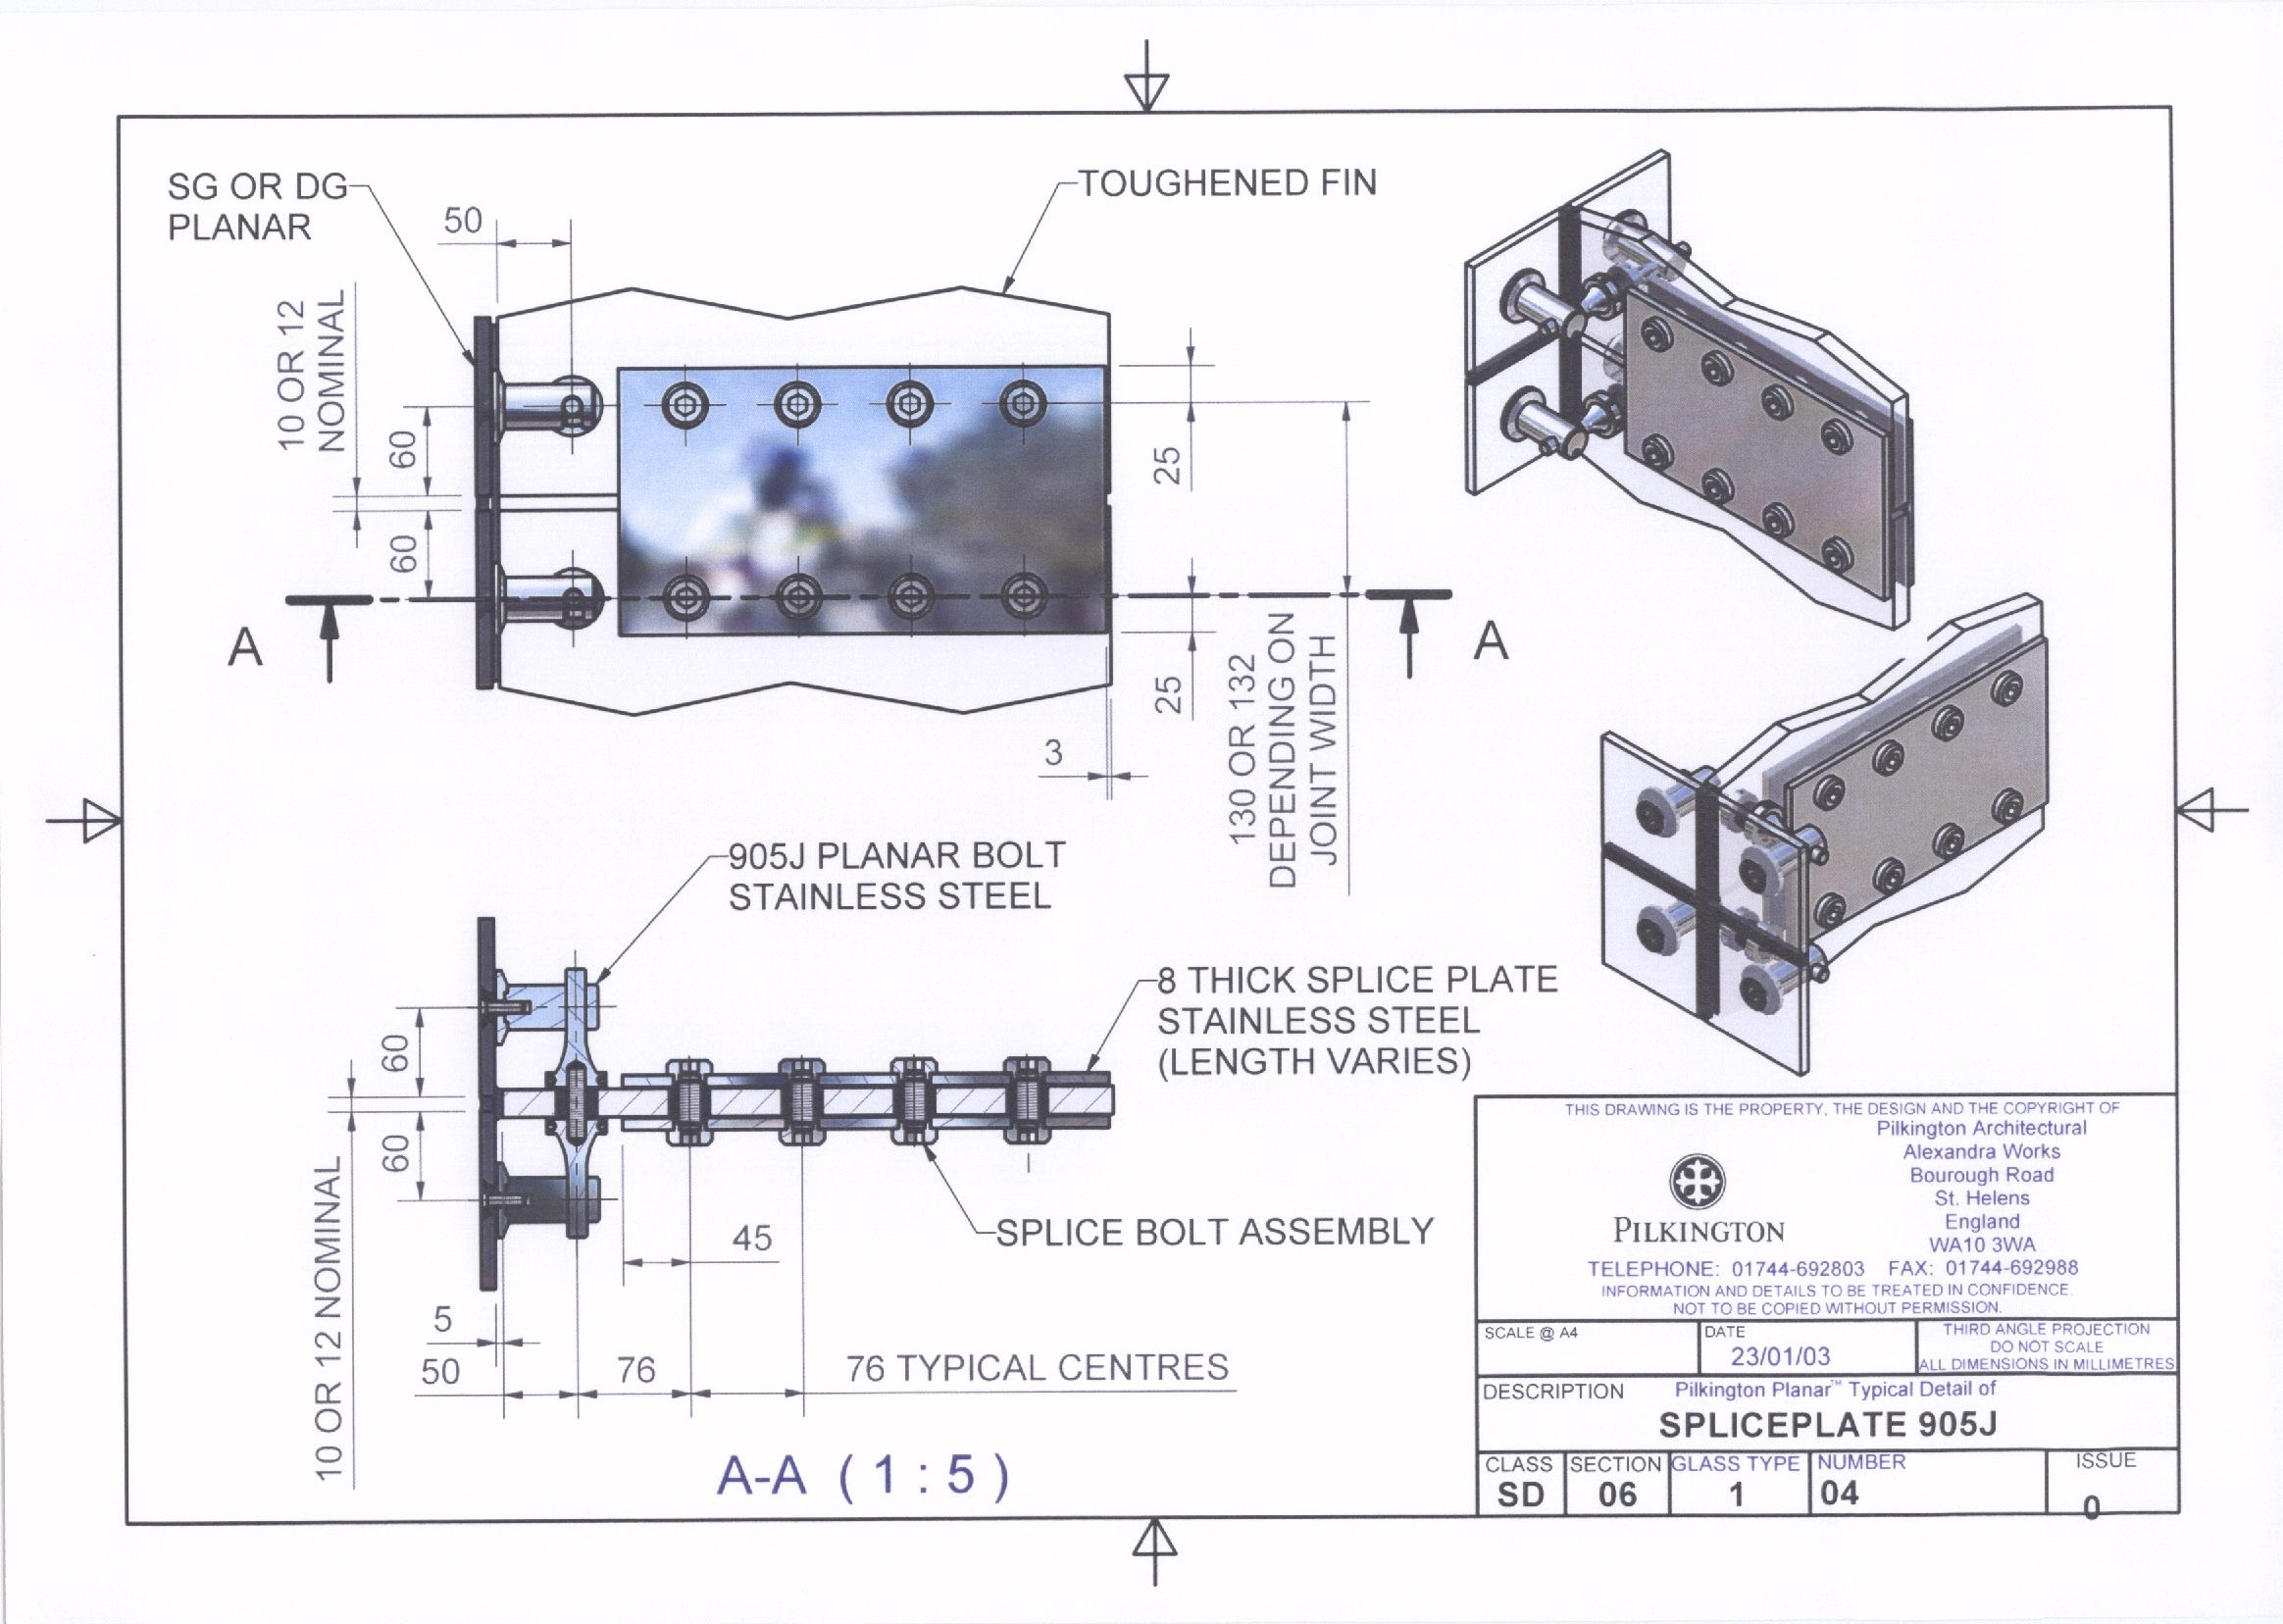 SG OR DG
PLANAR
50
TOUGHENED FIN
10 OR 12
NOMINAL
60
60
25
25
A
A
3
130 OR 132
DEPENDING ON
JOINT WIDTH
905J PLANAR BOLT
STAINLESS STEEL
8 THICK SPLICE PLATE
STAINLESS STEEL
(LENGTH VARIES)
60
60
10 OR 12 NOMINAL
45
SPLICE BOLT ASSEMBLY
5
50
76
76 TYPICAL CENTRES
A-A ( 1 : 5 )
THIS DRAWING IS THE PROPERTY, THE DESIGN AND THE COPYRIGHT OF
Pilkington Architectural
Alexandra Works
Bourough Road
St. Helens
England
WA10 3WA
PILKINGTON
TELEPHONE: 01744-692803 FAX: 01744-692988
INFORMATION AND DETAILS TO BE TREATED IN CONFIDENCE.
NOT TO BE COPIED WITHOUT PERMISSION.
SCALE @ A4
DATE
23/01/03
THIRD ANGLE PROJECTION
DO NOT SCALE
ALL DIMENSIONS IN MILLIMETRES
DESCRIPTION
Pilkington Planar™ Typical Detail of
SPLICEPLATE 905J
CLASS
SD
SECTION
06
GLASS TYPE
1
NUMBER
04
ISSUE
0